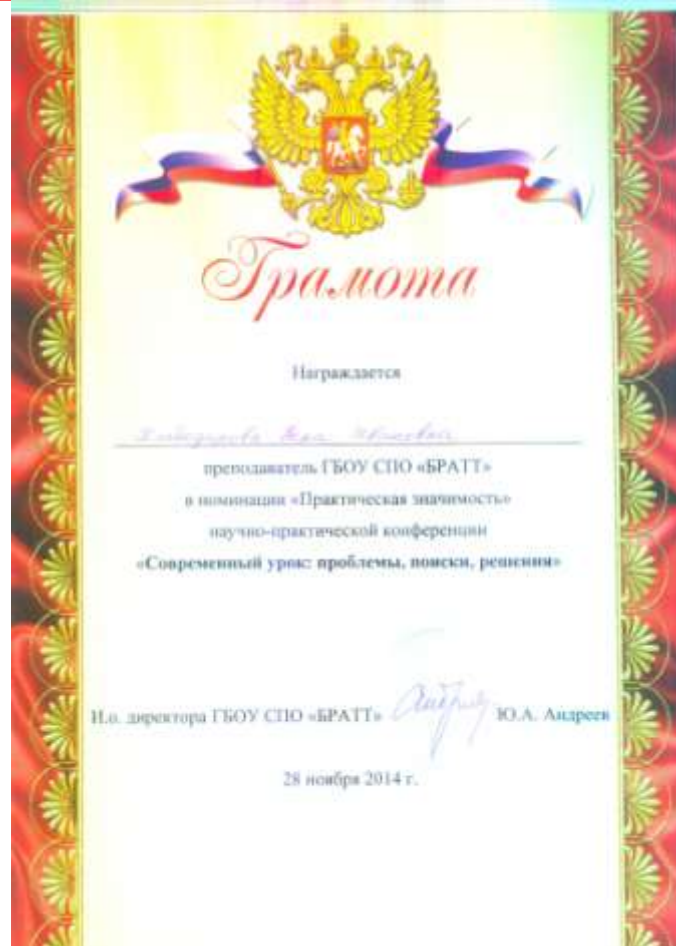 Грамота
Награждается
преподаватель ГБОУ СПО «БРАТТ»
в номинации «Практическая значимость»
научно-практической конференции
«Современный урок: проблемы, поиски, решения»
И.о. директора ГБОУ СПО «БРАТТ» Ю.А. Андреев
28 ноября 2014 г.